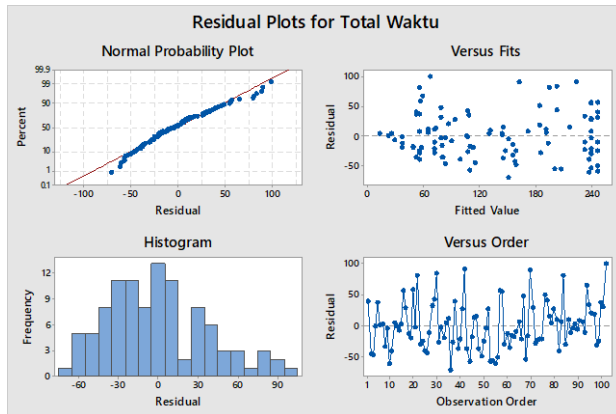 Residual Plots for Total Waktu
Normal Probability Plot
99.9
99
90
50
10
1
0.1
Percent
-100 -50 0 50 100
Residual
Versus Fits
100
50
0
-50
Residual
0 60 120 180 240
Fitted Value
Histogram
12
9
6
3
0
Frequency
-60 -30 0 30 60 90
Residual
Versus Order
100
50
0
-50
Residual
1 10 20 30 40 50 60 70 80 90 100
Observation Order